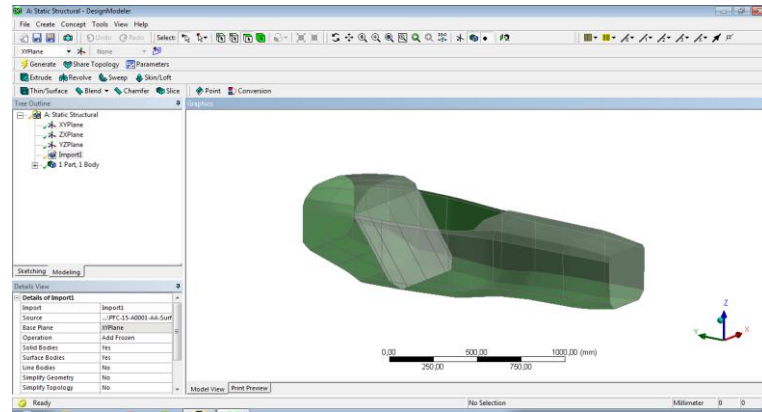 A: Static Structural - DesignModeler
File Create Concept Tools View Help
Undo Redo Select:
XYPlane None
Generate Share Topology Parameters
Extrude Revolve Sweep Skin/Loft
Thin/Surface Blend Chamfer Slice Point Conversion
Tree Outline
Graphics
A: Static Structural
XYPlane
ZXPlane
YZPlane
Import1
1 Part, 1 Body
Sketching Modeling
Details View
Details of Import1
Import Import1
Source ...\PFC-15-A0001-AA-Surf
Base Plane XYPlane
Operation Add Frozen
Solid Bodies Yes
Surface Bodies Yes
Line Bodies No
Simplify Geometry No
Simplify Topology No
0,00 500,00 1000,00 (mm)
250,00 750,00
Z
Y X
Model View Print Preview
Ready No Selection Millimeter 0 0